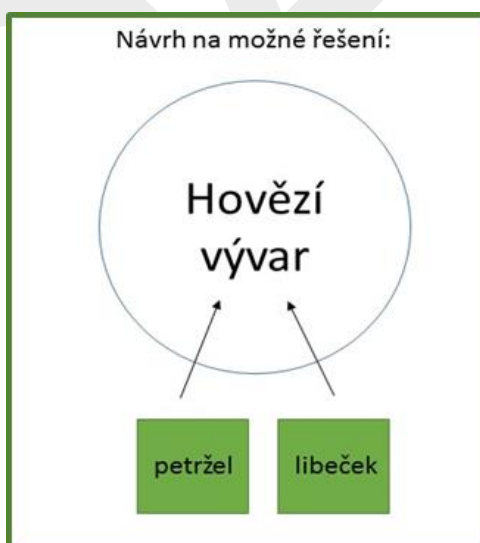 Návrh na možné řešení:
Hovězí
vývar
petržel
libeček